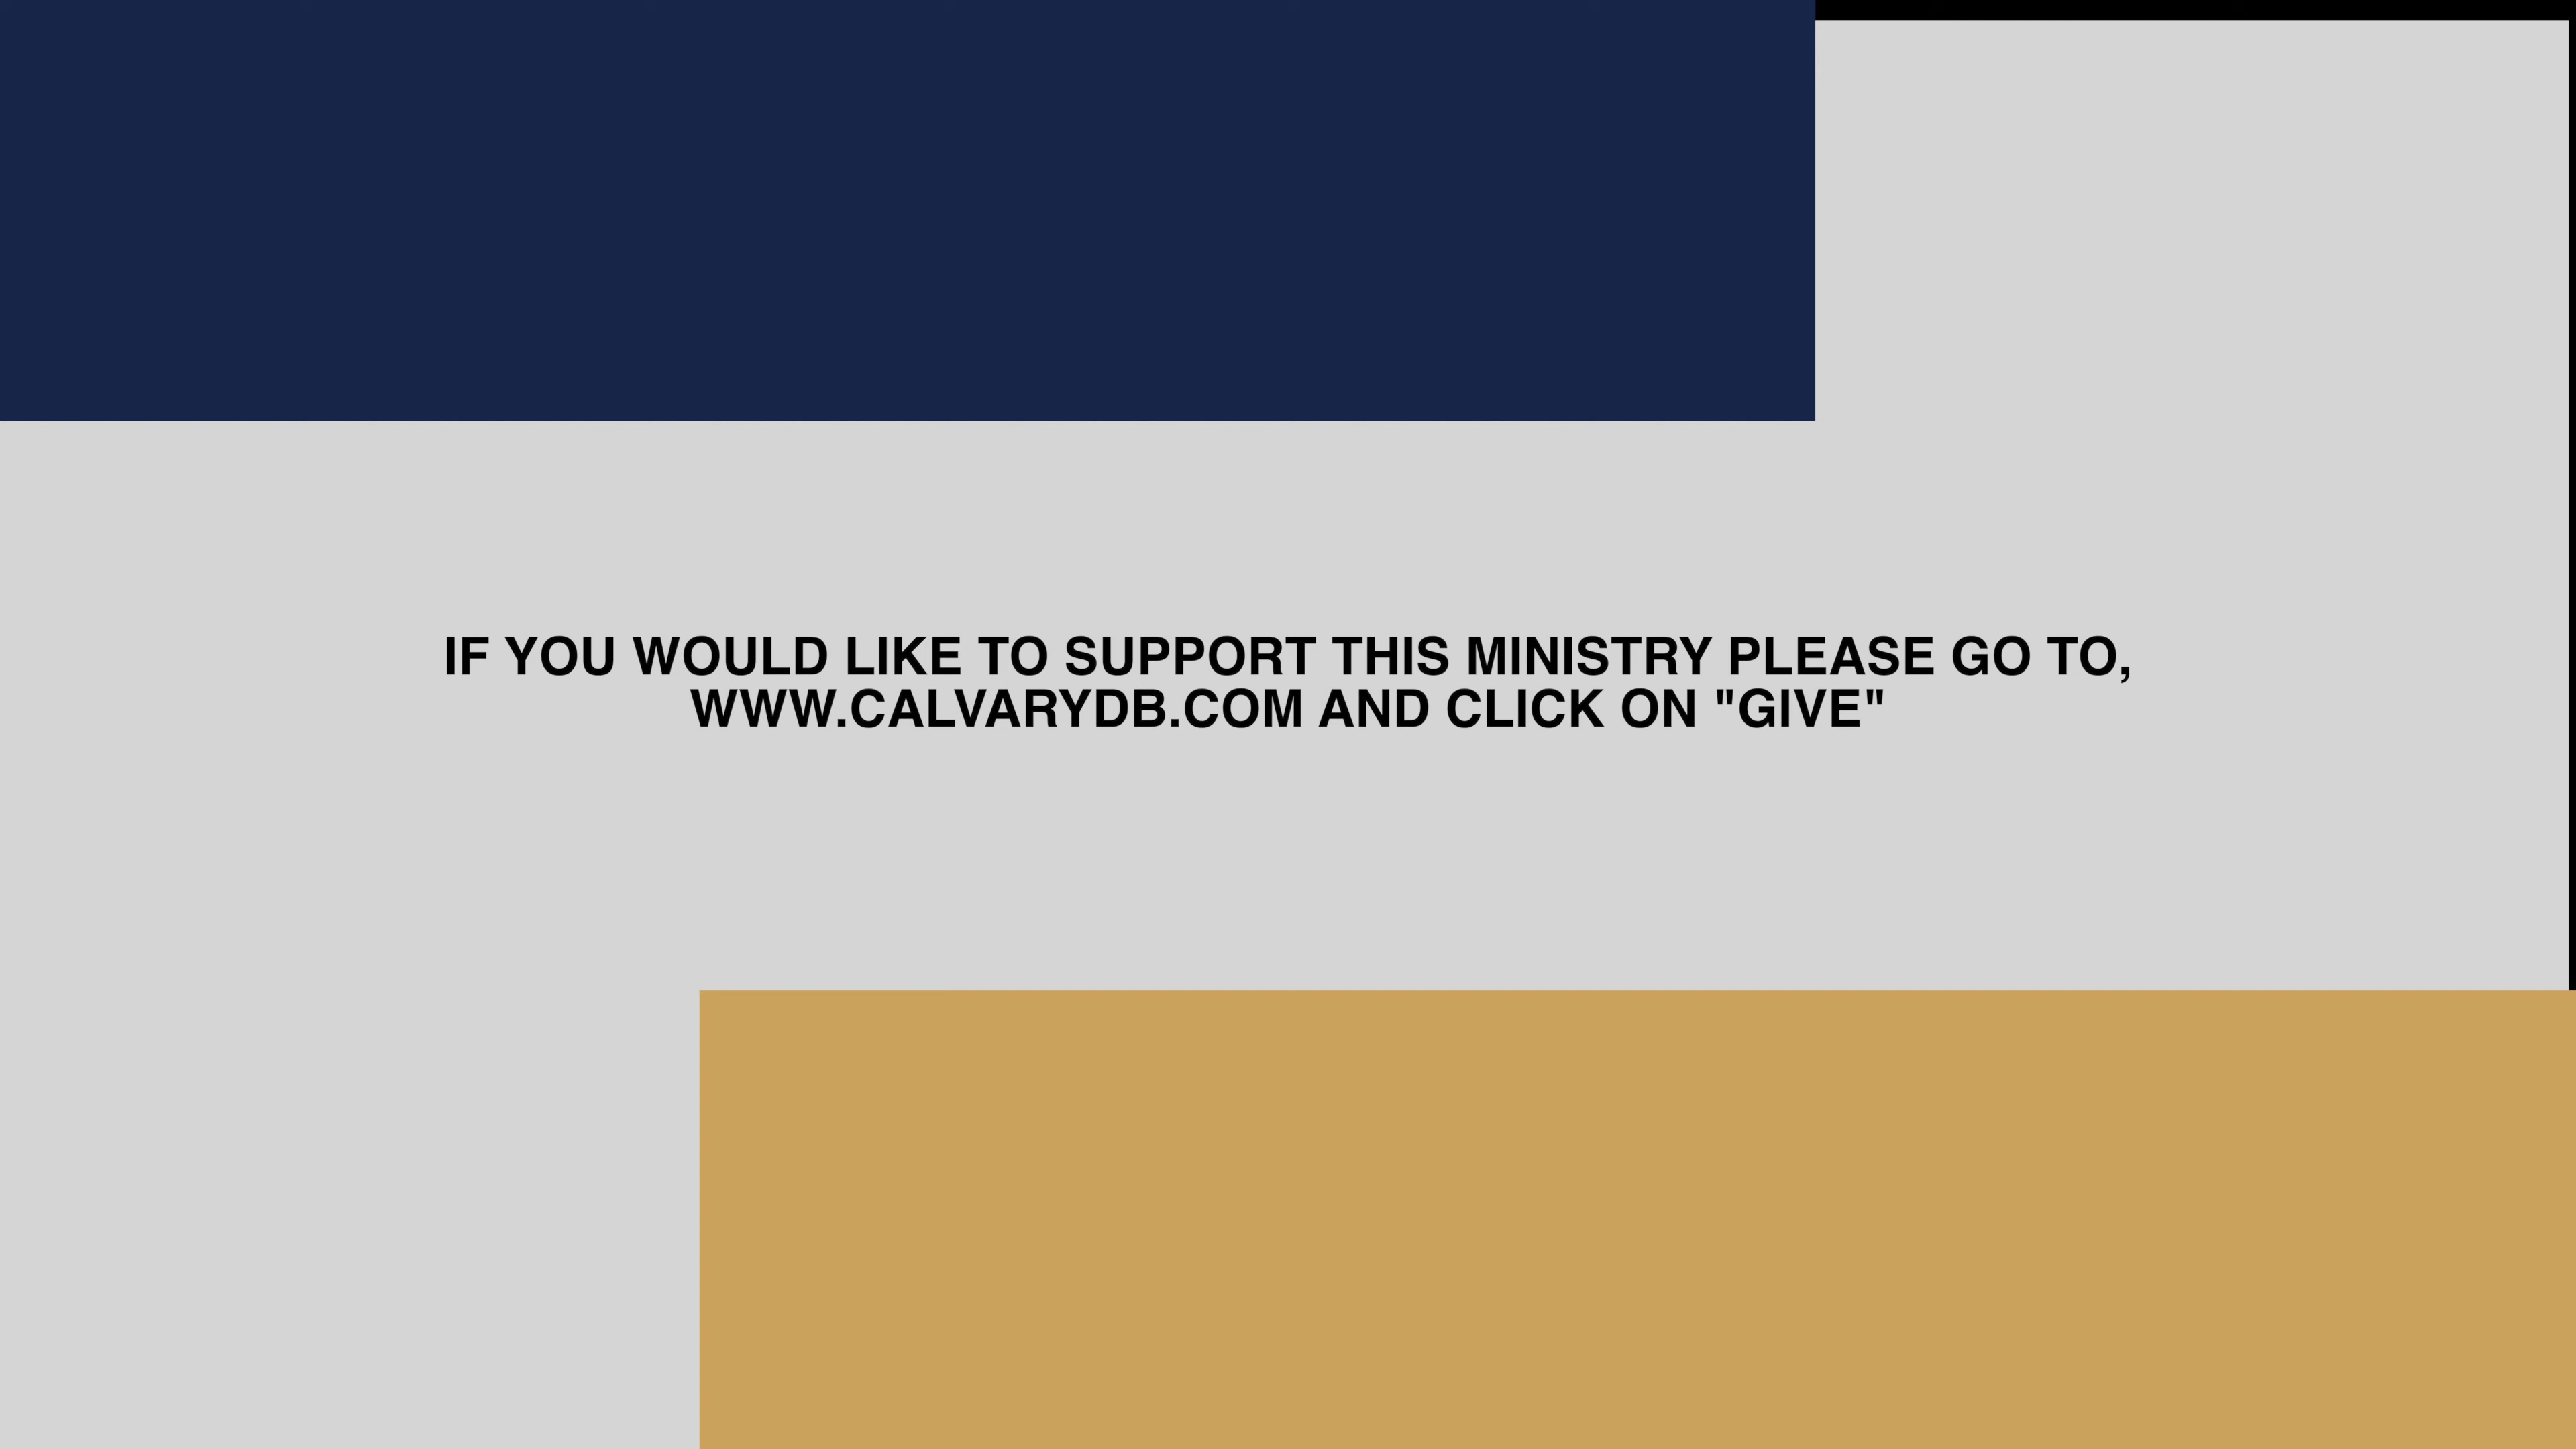 IF YOU WOULD LIKE TO SUPPORT THIS MINISTRY PLEASE GO TO,
WWW.CALVARYDB.COM AND CLICK ON "GIVE"